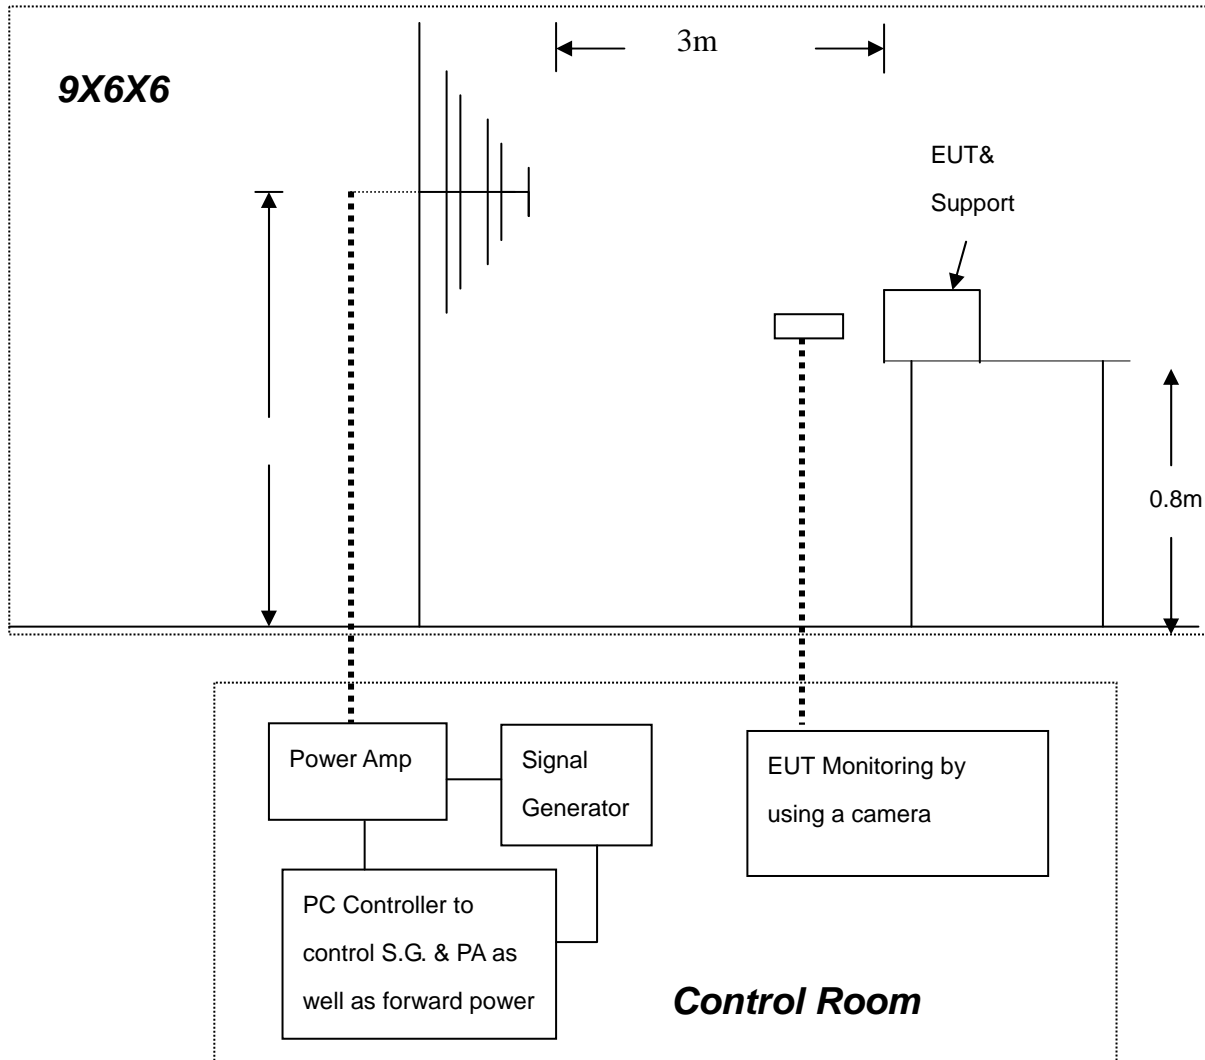 3m
9X6X6
EUT&
Support
0.8m
Power Amp
Signal
Generator
EUT Monitoring by
using a camera
PC Controller to
control S.G. & PA as
well as forward power
Control Room